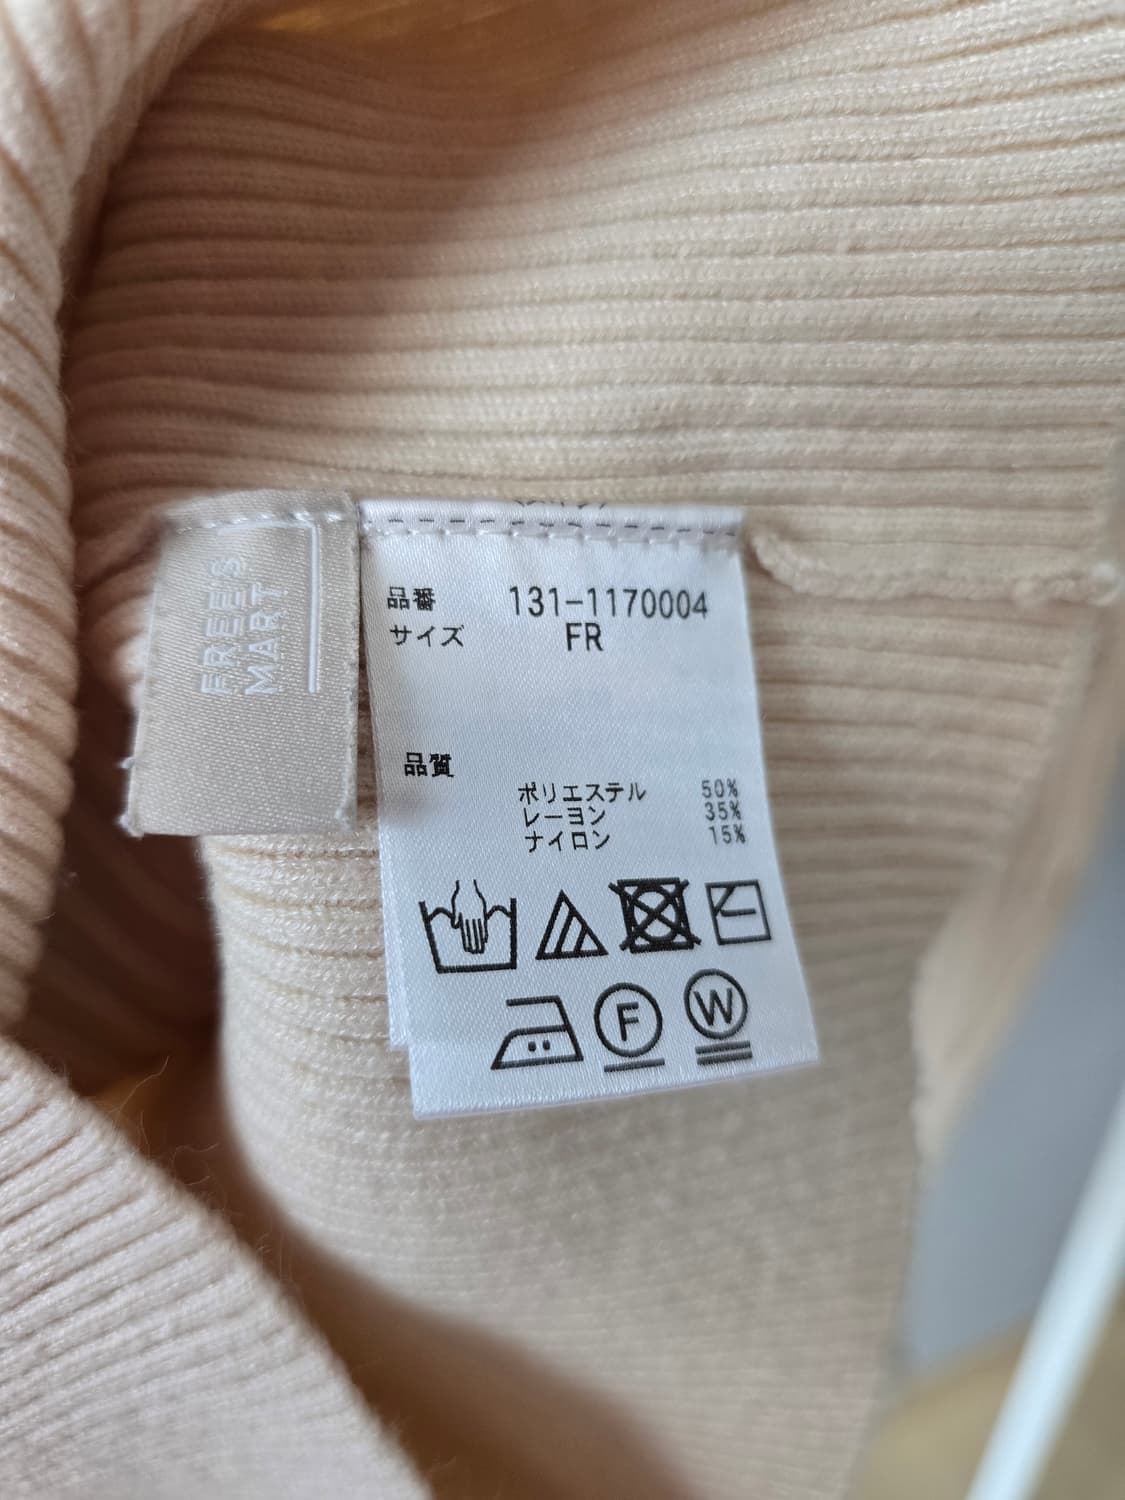 FREE'S
MART
品番 131-1170004
サイズ FR
品質
ポリエステル 50%
レーヨン 35%
ナイロン 15%
F W